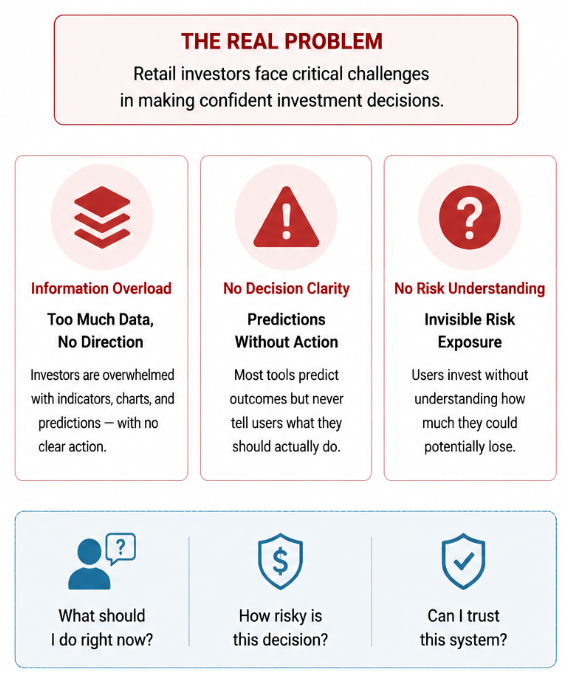 THE REAL PROBLEM
Retail investors face critical challenges
in making confident investment decisions.
Information Overload
Too Much Data,
No Direction
Investors are overwhelmed
with indicators, charts, and
predictions — with no
clear action.
No Decision Clarity
Predictions
Without Action
Most tools predict
outcomes but never
tell users what they
should actually do.
No Risk Understanding
Invisible Risk
Exposure
Users invest without
understanding how
much they could
potentially lose.
?
What should
I do right now?
$
How risky is
this decision?
Can I trust
this system?